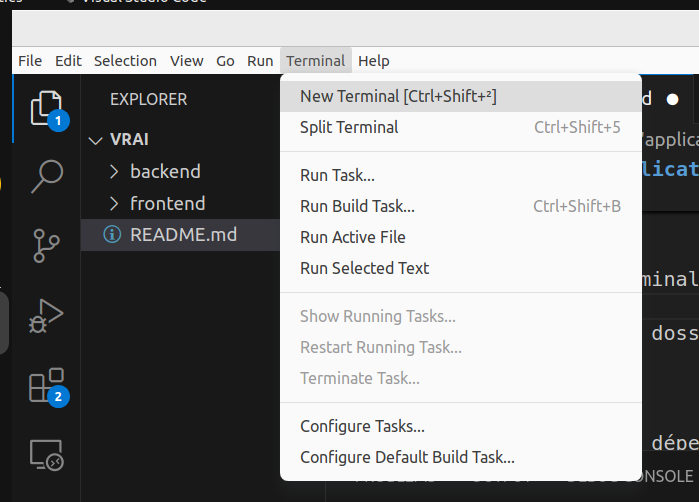 Visual Studio Code
File Edit Selection View Go Run Terminal Help
EXPLORER
New Terminal [Ctrl+Shift+²]
d
1
Split Terminal Ctrl+Shift+5
VRAI
backend
Run Task...
frontend
Run Build Task... Ctrl+Shift+B
README.md
Run Active File
Run Selected Text
minal
Show Running Tasks...
doss
Restart Running Task...
Terminate Task...
2
Configure Tasks...
dépe
Configure Default Build Task...
CONSOLE